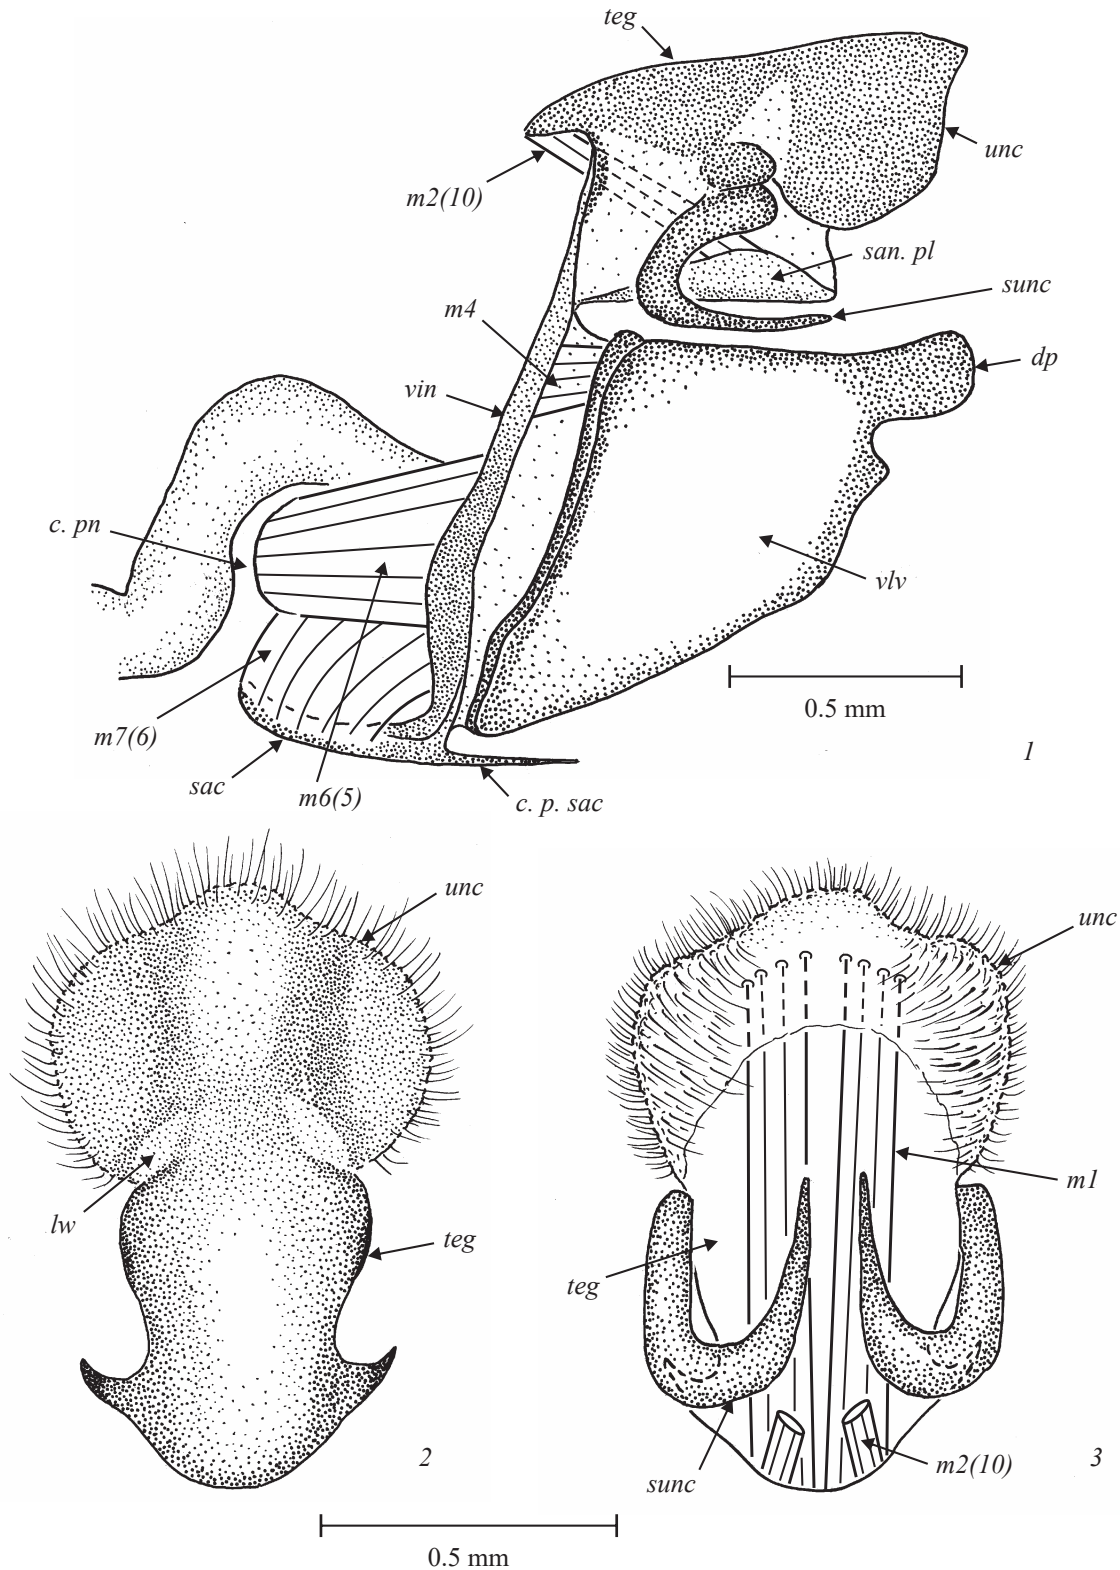 teg
unc
m2(10)
san. pl
sunc
m4
dp
vin
c. pn
vlv
0.5 mm
m7(6)
1
sac
m6(5)
c. p. sac
unc
unc
lw
m1
teg
teg
2
m2(10)
3
sunc
0.5 mm